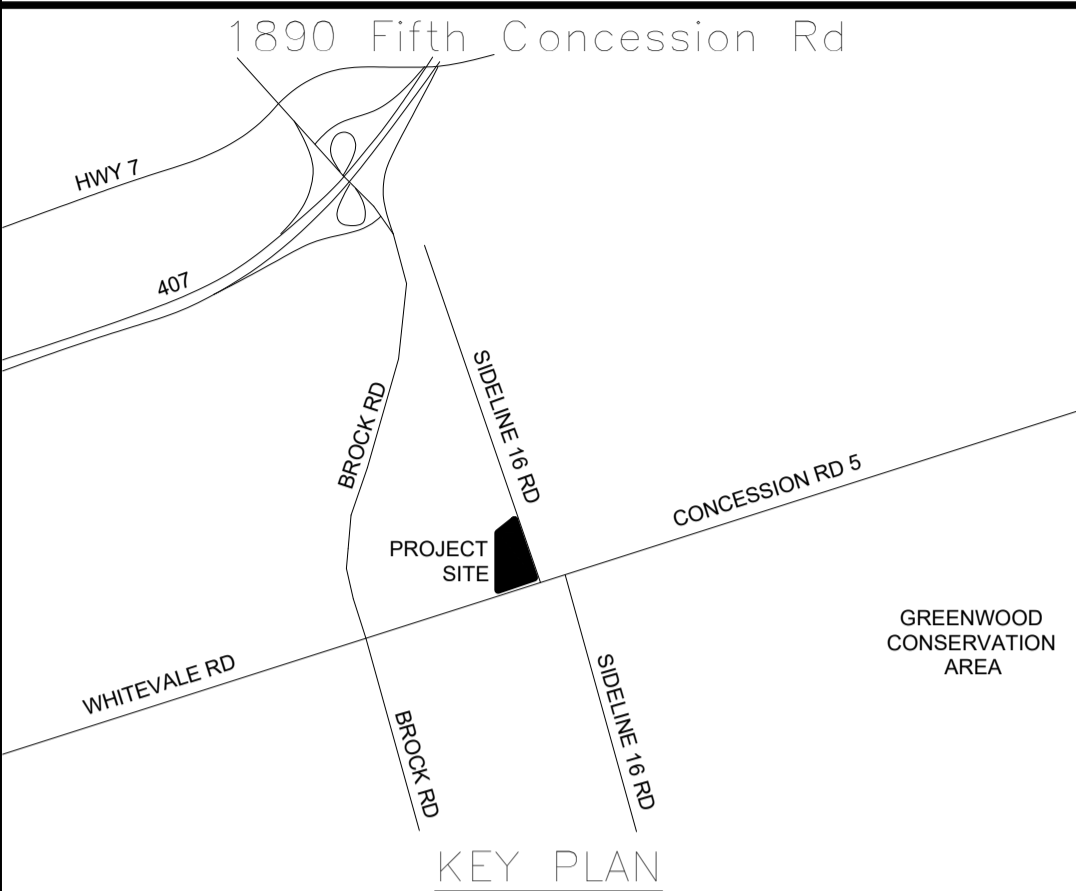 1890 Fifth Concession Rd
HWY 7
407
BROCK RD
SIDELINE 16 RD
CONCESSION RD 5
PROJECT
SITE
GREENWOOD
CONSERVATION
AREA
WHITEVALE RD
BROCK RD
SIDELINE 16 RD
KEY PLAN